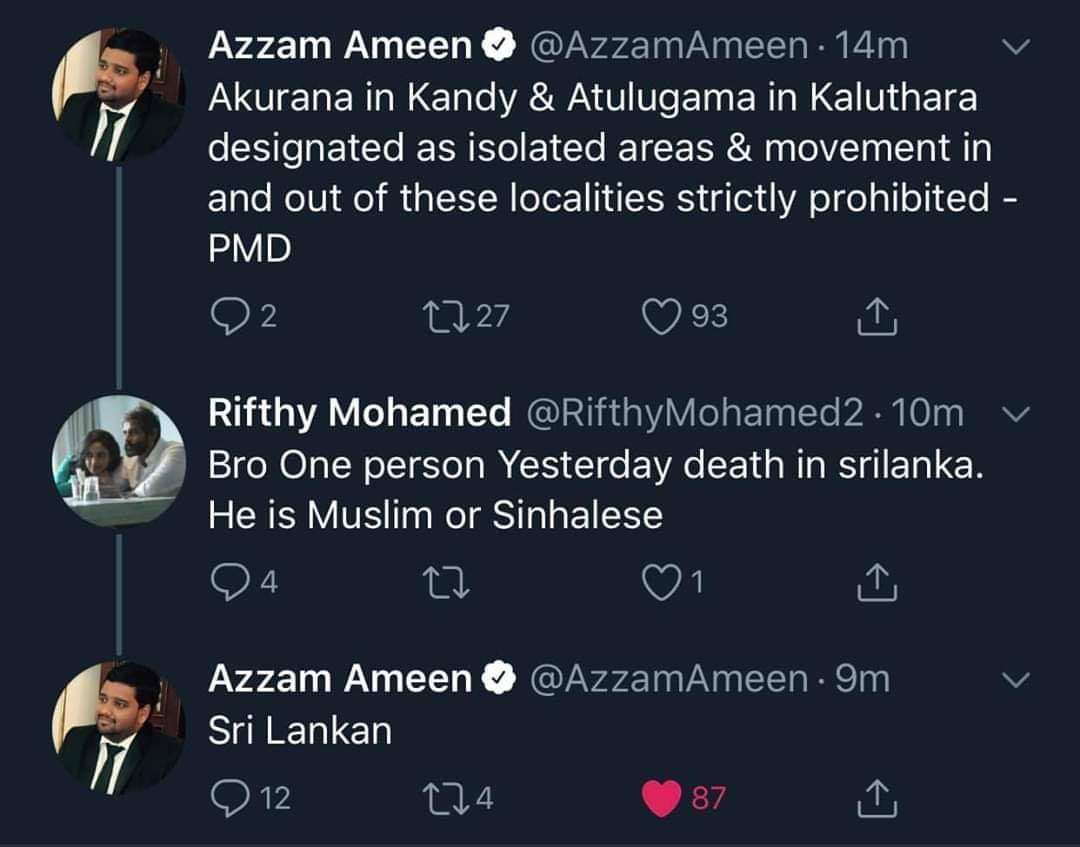 Azzam Ameen @AzzamAmeen · 14m
Akurana in Kandy & Atulugama in Kaluthara
designated as isolated areas & movement in
and out of these localities strictly prohibited -
PMD
2 27 93
Rifthy Mohamed @RifthyMohamed2 · 10m
Bro One person Yesterday death in srilanka.
He is Muslim or Sinhalese
4 1
Azzam Ameen @AzzamAmeen · 9m
Sri Lankan
12 4 87